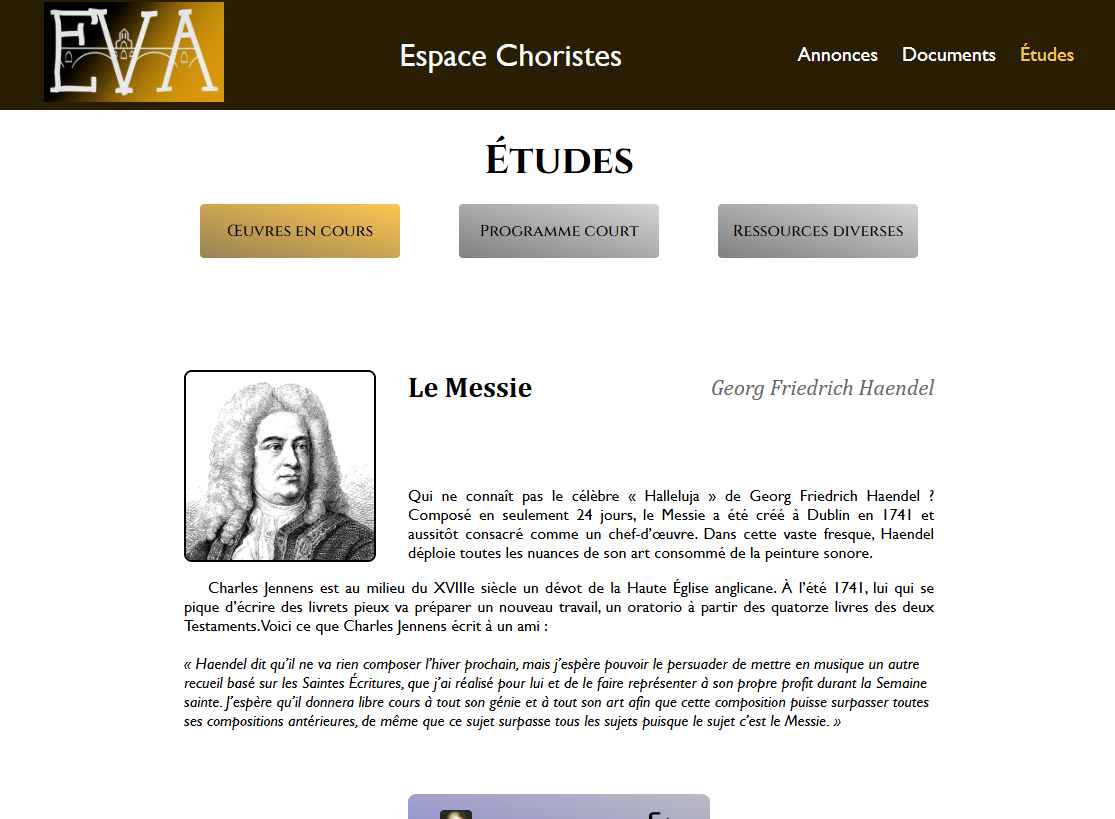 EVA
Espace Choristes
Annonces Documents Études
Études
Œuvres en cours
Programme court
Ressources diverses
Le Messie
Georg Friedrich Haendel
Qui ne connaît pas le célèbre « Halleluja » de Georg Friedrich Haendel ?
Composé en seulement 24 jours, le Messie a été créé à Dublin en 1741 et
aussitôt consacré comme un chef-d’œuvre. Dans cette vaste fresque, Haendel
déploie toutes les nuances de son art consommé de la peinture sonore.
Charles Jennens est au milieu du XVIIIe siècle un dévot de la Haute Église anglicane. À l’été 1741, lui qui se
pique d’écrire des livrets pieux va préparer un nouveau travail, un oratorio à partir des quatorze livres des deux
Testaments.Voici ce que Charles Jennens écrit à un ami :
« Haendel dit qu’il ne va rien composer l’hiver prochain, mais j’espère pouvoir le persuader de mettre en musique un autre
recueil basé sur les Saintes Écritures, que j’ai réalisé pour lui et de le faire représenter à son propre profit durant la Semaine
sainte. J’espère qu’il donnera libre cours à tout son génie et à tout son art afin que cette composition puisse surpasser toutes
ses compositions antérieures, de même que ce sujet surpasse tous les sujets puisque le sujet c’est le Messie. »